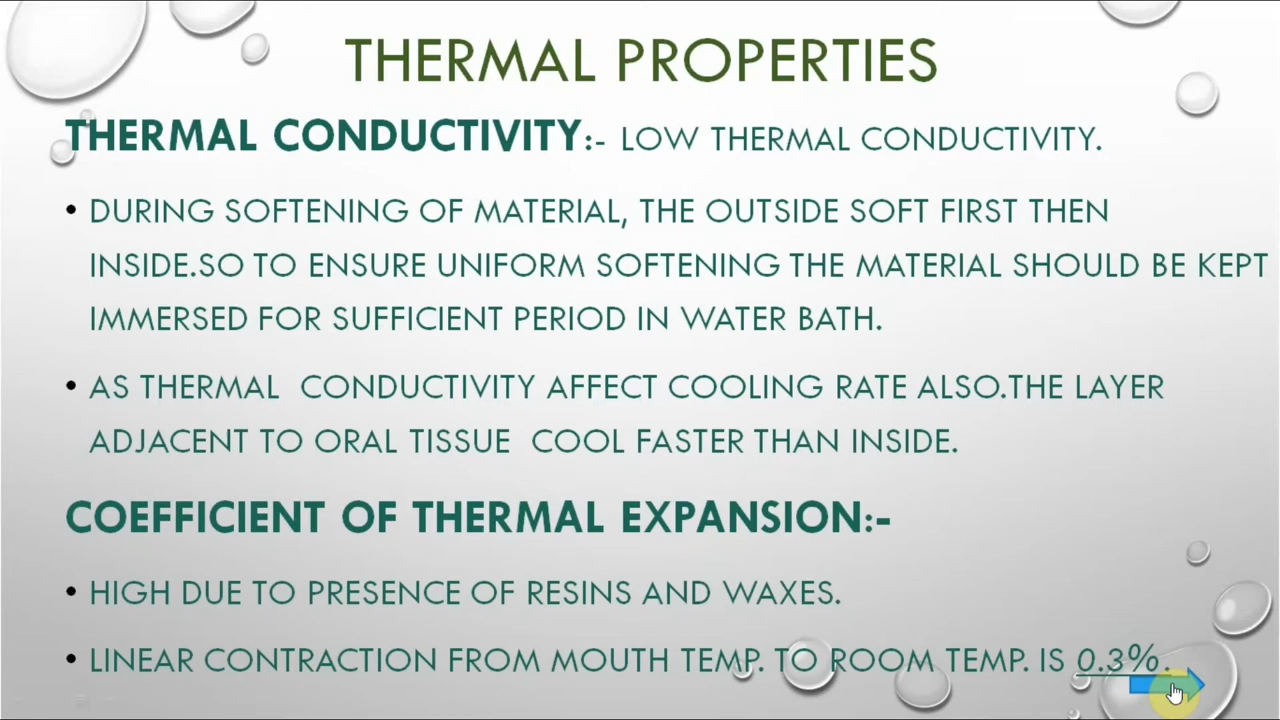 THERMAL PROPERTIES
THERMAL CONDUCTIVITY:- LOW THERMAL CONDUCTIVITY.
• DURING SOFTENING OF MATERIAL, THE OUTSIDE SOFT FIRST THEN
INSIDE.SO TO ENSURE UNIFORM SOFTENING THE MATERIAL SHOULD BE KEPT
IMMERSED FOR SUFFICIENT PERIOD IN WATER BATH.
• AS THERMAL CONDUCTIVITY AFFECT COOLING RATE ALSO.THE LAYER
ADJACENT TO ORAL TISSUE COOL FASTER THAN INSIDE.
COEFFICIENT OF THERMAL EXPANSION:-
• HIGH DUE TO PRESENCE OF RESINS AND WAXES.
• LINEAR CONTRACTION FROM MOUTH TEMP. TO ROOM TEMP. IS 0.3%.